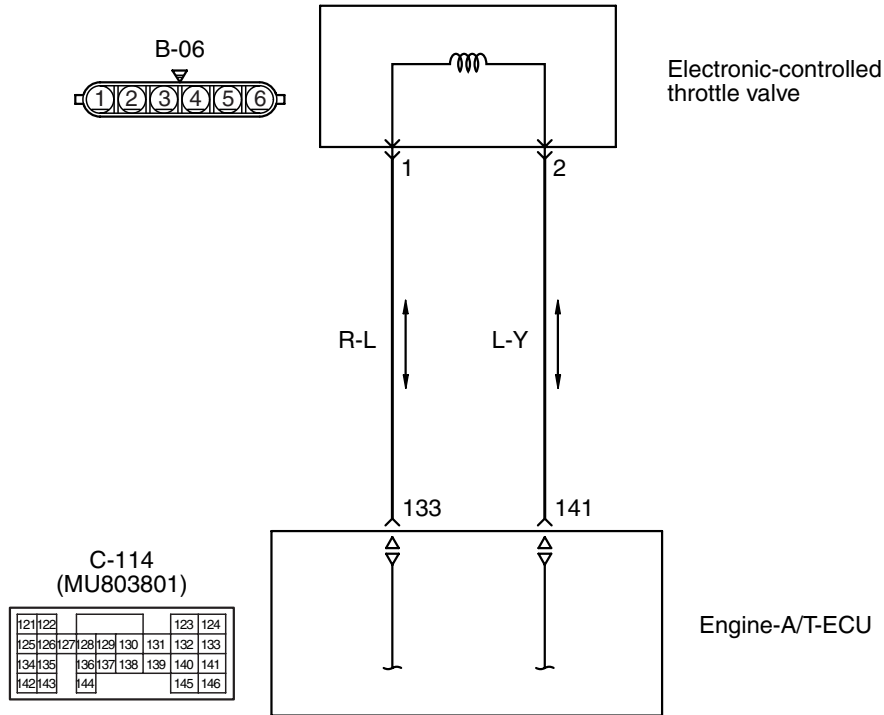 B-06
1 2 3 4 5 6
Electronic-controlled
throttle valve
1
2
R-L
L-Y
133
141
C-114
(MU803801)
121 122 123 124
125 126 127 128 129 130 131 132 133
134 135 136 137 138 139 140 141
142 143 144 145 146
Engine-A/T-ECU